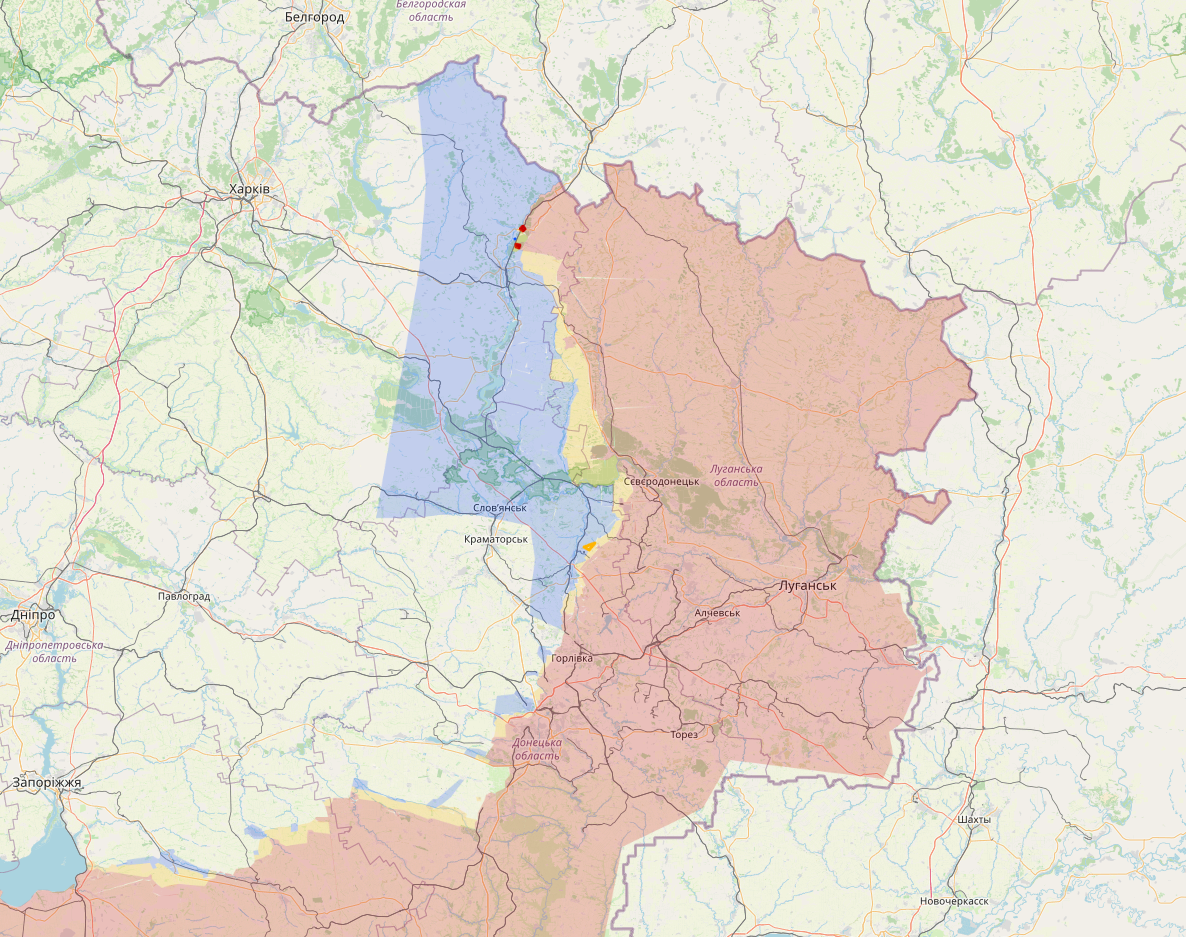 Белгородская
область
Белгород
Харків
Луганська
область
Сєвєродонецьк
Слов'янськ
Краматорськ
Луганськ
Павлоград
Алчевськ
Дніпро
Дніпропетровська
область
Горлівка
Торез
Донецька
область
Запоріжжя
Шахты
Новочеркасск